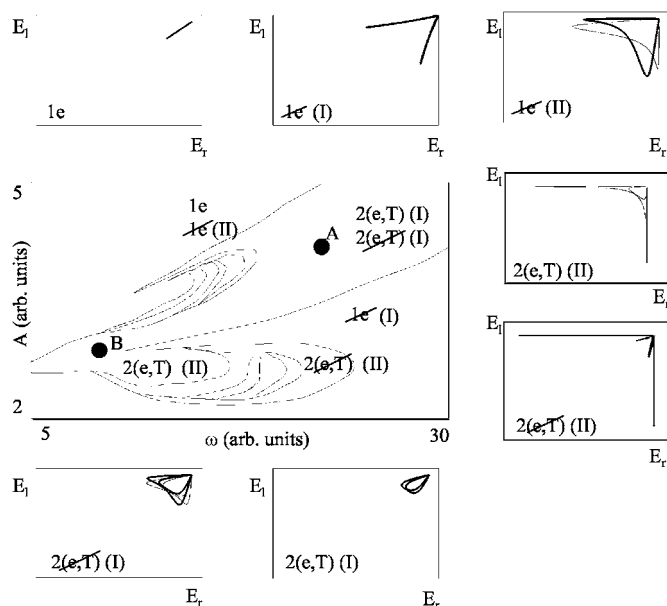 E_l
E_l
E_l
1e
1e (I)
1e (II)
E_r
E_r
E_r
5
1e
1e (II)
A
2(e,T) (I)
2(e,T) (I)
E_l
2(e,T) (II)
E_r
A (arb. units)
1e (I)
E_l
B
2(e,T) (II)
2(e,T) (II)
2(e,T) (II)
2
5
ω (arb. units)
30
E_r
E_l
E_l
2(e,T) (I)
2(e,T) (I)
E_r
E_r